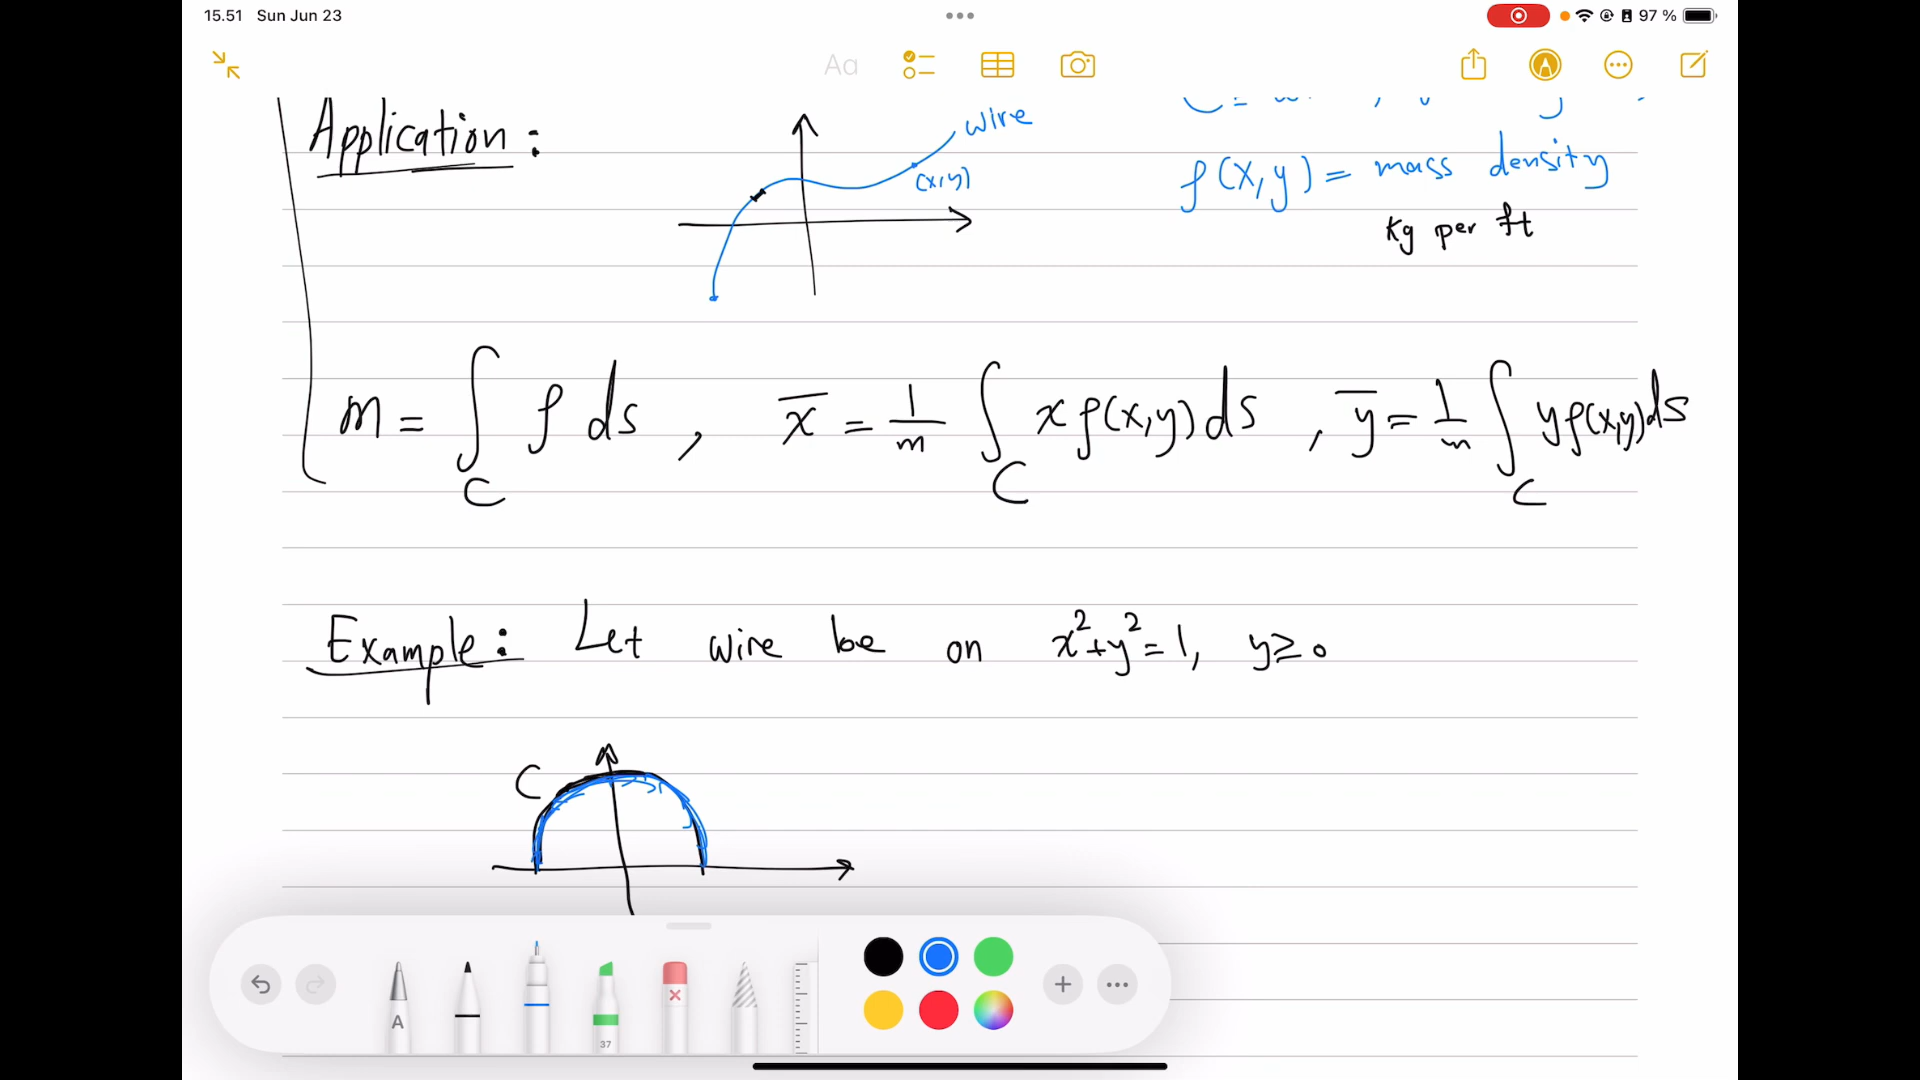 15.51 Sun Jun 23
97 %
Aa
Application:
wire
(x,y)
ρ(x,y) = mass density
kg per ft
m = ∫_C ρ ds , x̄ = 1/m ∫_C x ρ(x,y) ds , ȳ = 1/m ∫_C y ρ(x,y) ds
Example: Let wire be on x²+y²=1, y≥0
C
A
37